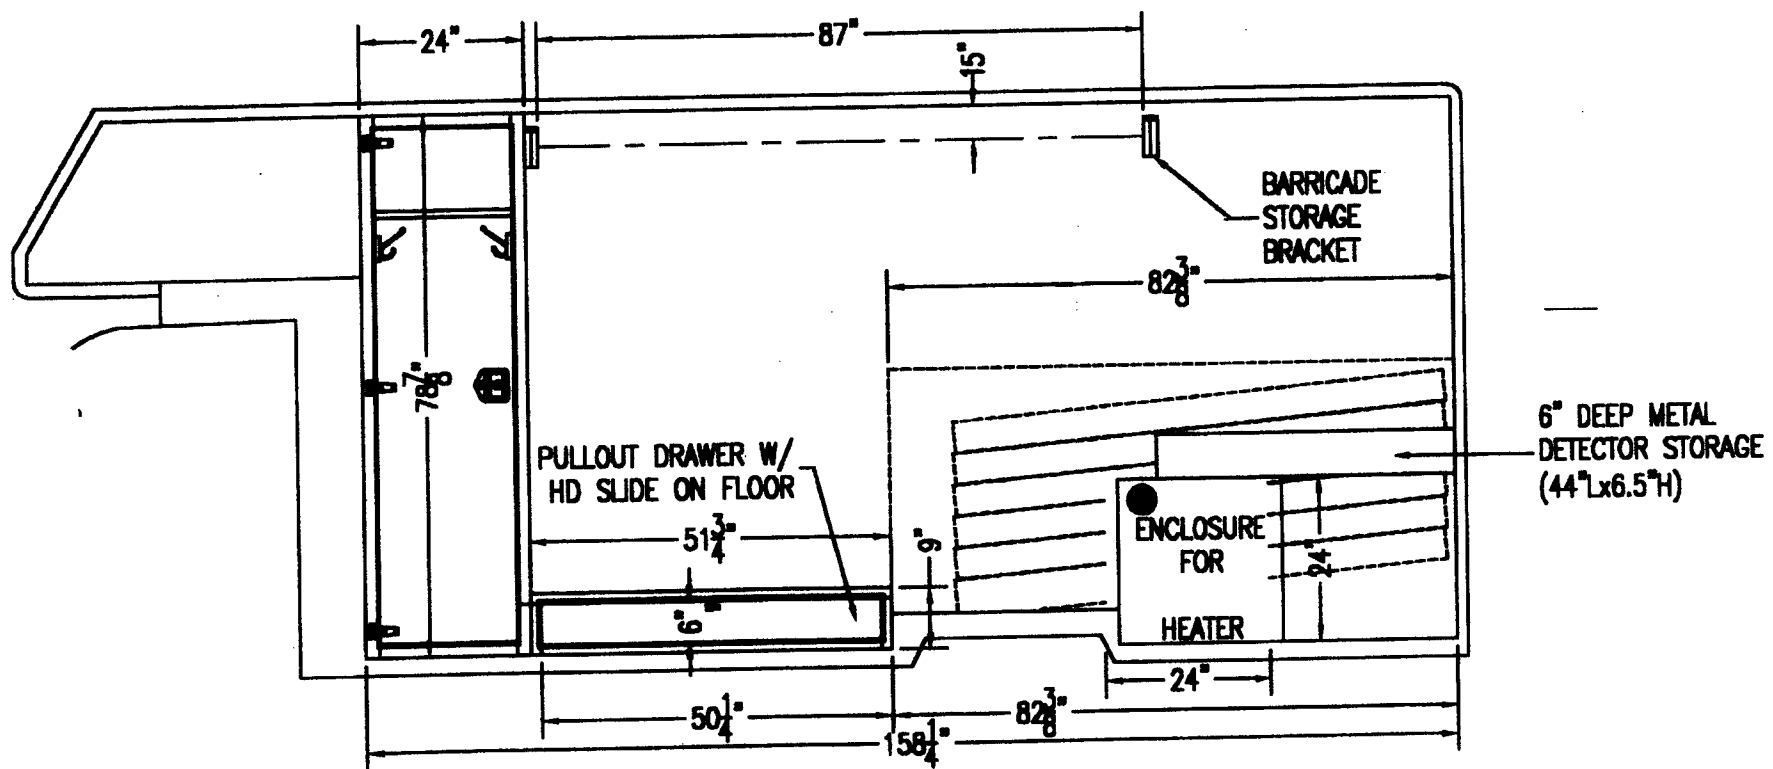 24"
87"
15"
BARRICADE
STORAGE
BRACKET
82 3/8"
78 7/8"
6" DEEP METAL
DETECTOR STORAGE
(44"Lx6.5"H)
PULLOUT DRAWER W/
HD SLIDE ON FLOOR
51 3/4"
9"
ENCLOSURE
FOR
HEATER
24"
6"
24"
50 1/4"
82 3/8"
158 1/4"